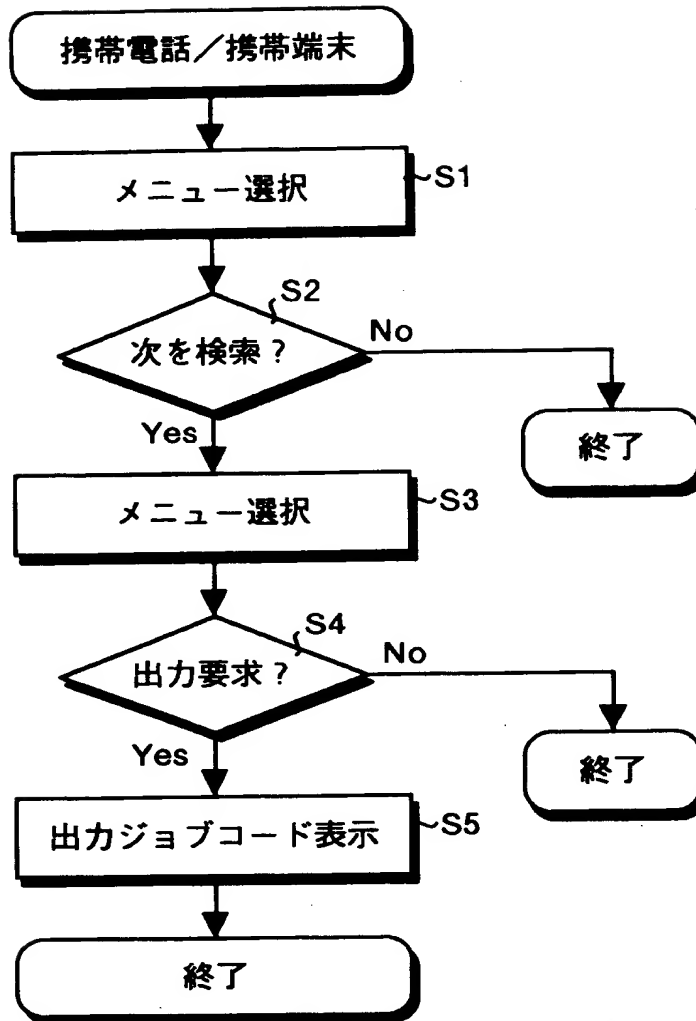 携帯電話/携帯端末
メニュー選択
S1
S2
次を検索?
No
終了
Yes
メニュー選択
S3
S4
出力要求?
No
終了
Yes
出力ジョブコード表示
S5
終了